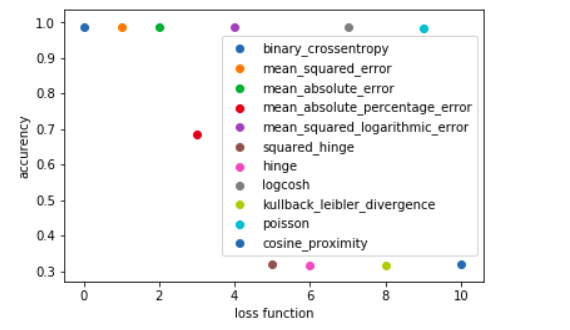 1.0
0.9
0.8
0.7
0.6
0.5
0.4
0.3
accurency
binary_crossentropy
mean_squared_error
mean_absolute_error
mean_absolute_percentage_error
mean_squared_logarithmic_error
squared_hinge
hinge
logcosh
kullback_leibler_divergence
poisson
cosine_proximity
0 2 4 6 8 10
loss function